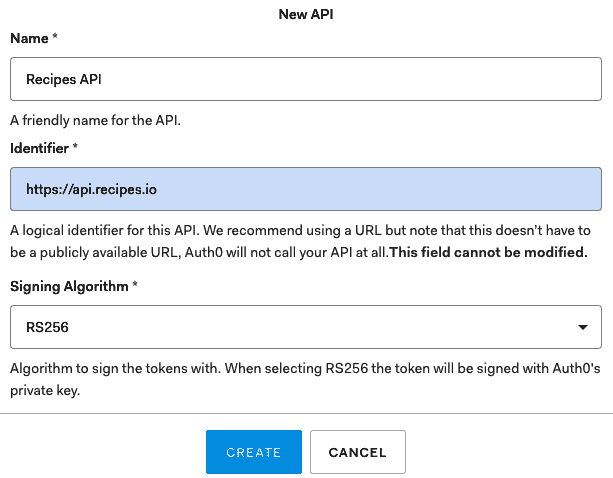 New API
Name *
Recipes API
A friendly name for the API.
Identifier *
https://api.recipes.io
A logical identifier for this API. We recommend using a URL but note that this doesn't have to
be a publicly available URL, Auth0 will not call your API at all.This field cannot be modified.
Signing Algorithm *
RS256
Algorithm to sign the tokens with. When selecting RS256 the token will be signed with Auth0's
private key.
CREATE CANCEL